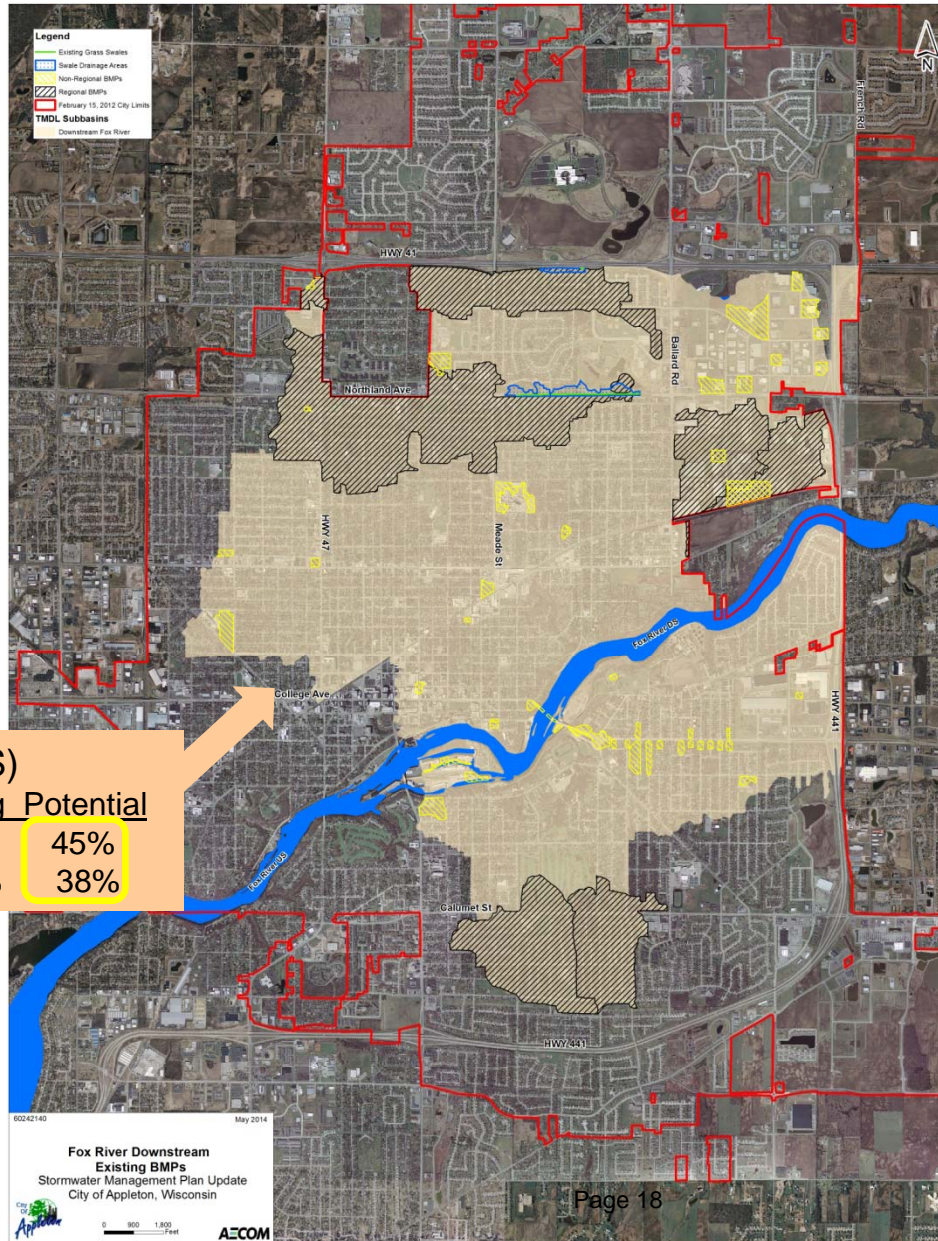 Legend
Existing Grass Swales
Swale Drainage Areas
Non-Regional BMPs
Regional BMPs
February 15, 2012 City Limits
TMDL Subbasins
Downstream Fox River
N
French Rd
HWY 41
Ballard Rd
Northland Ave
HWY 47
Meade St
Fox River DS
College Ave
HWY 441
S)
g Potential
45%
38%
Fox River DS
Calumet St
HWY 441
60242140 May 2014
Fox River Downstream
Existing BMPs
Stormwater Management Plan Update
City of Appleton, Wisconsin
City Of
Appleton
0 900 1,800
Feet
AECOM
Page 18